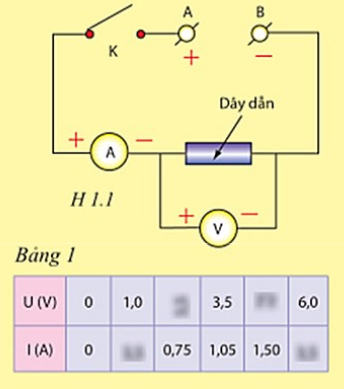 A B
K + −
Dây dẫn
+ A −
H 1.1
+ V −
Bảng 1
U (V) 0 1,0 3,5 6,0
I (A) 0 0,75 1,05 1,50